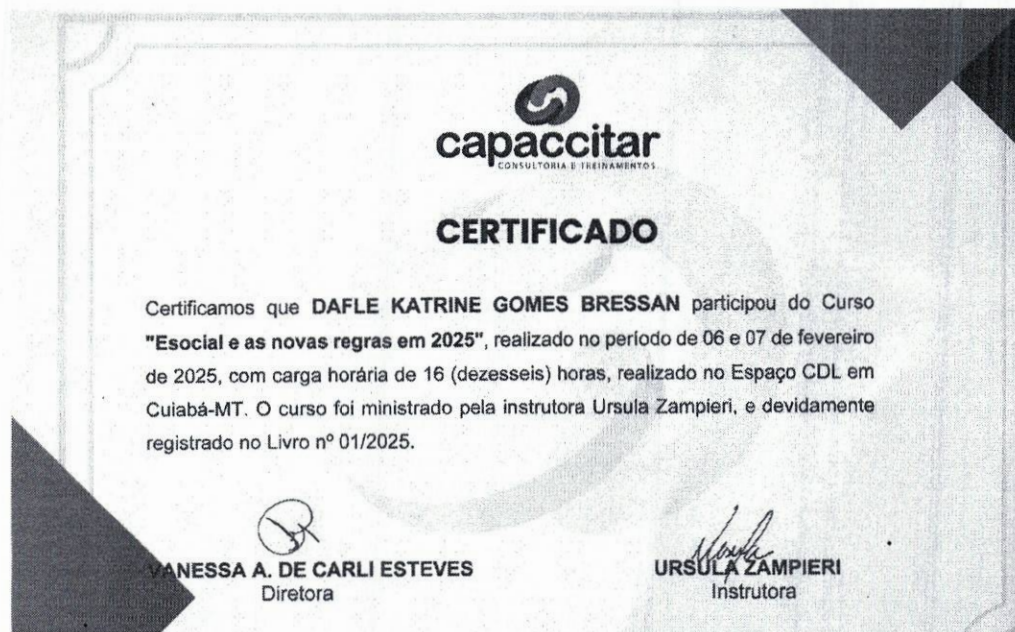 capaccitar
CONSULTORIA E TREINAMENTOS
CERTIFICADO
Certificamos que DAFLE KATRINE GOMES BRESSAN participou do Curso
"Esocial e as novas regras em 2025", realizado no período de 06 e 07 de fevereiro
de 2025, com carga horária de 16 (dezesseis) horas, realizado no Espaço CDL em
Cuiabá-MT. O curso foi ministrado pela instrutora Ursula Zampieri, e devidamente
registrado no Livro nº 01/2025.
VANESSA A. DE CARLI ESTEVES
Diretora
URSULA ZAMPIERI
Instrutora